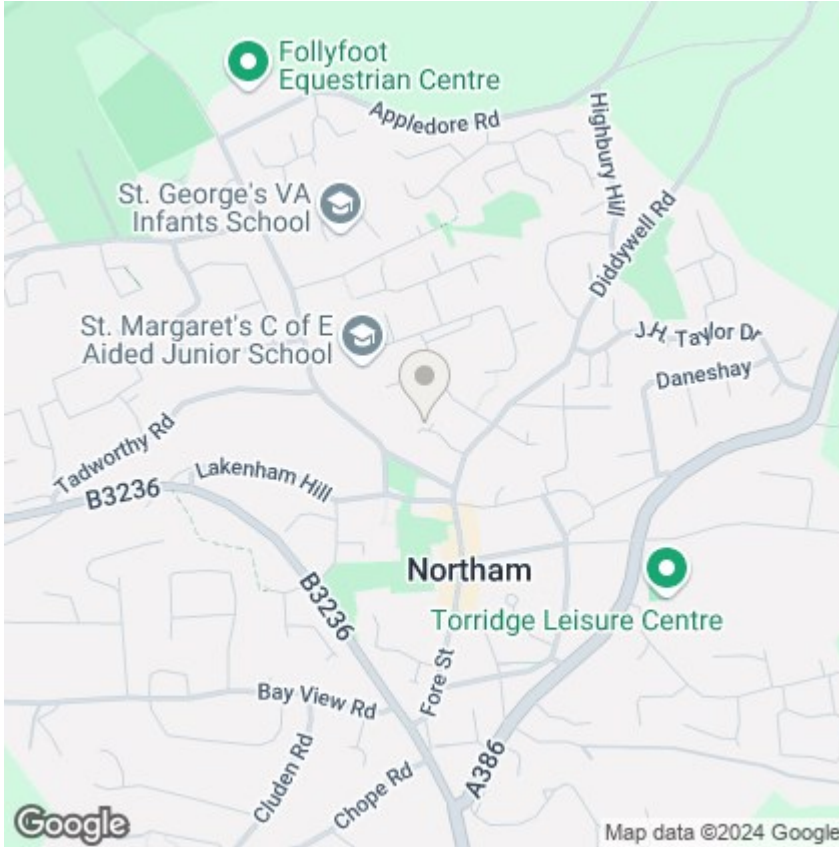 Follyfoot
Equestrian Centre
Appledore Rd
Highbury Hill
St. George's VA
Infants School
Diddywell Rd
St. Margaret's C of E
Aided Junior School
J.H. Taylor Dr
Daneshay
Tadworthy Rd
Lakenham Hill
B3236
Northam
B3236
Torridge Leisure Centre
Fore St
Bay View Rd
A386
Cluden Rd
Chope Rd
Google
Map data ©2024 Google